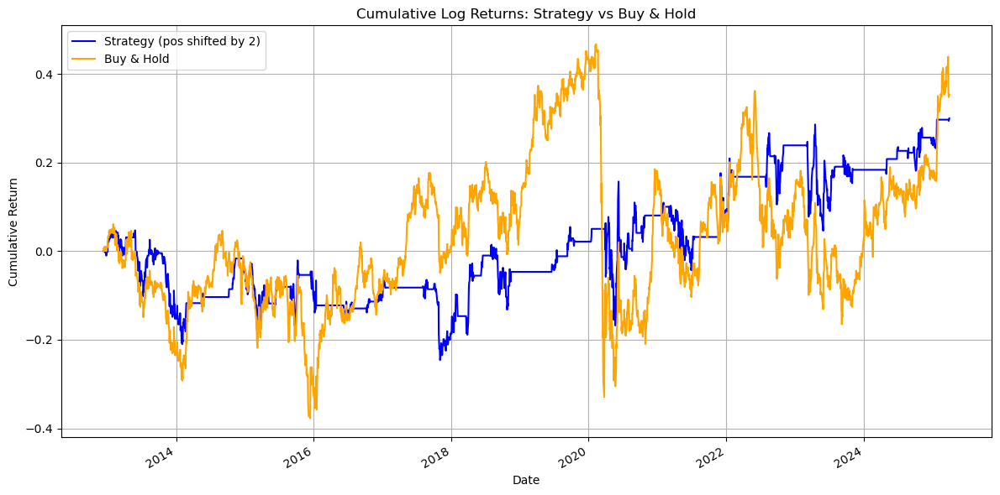 Cumulative Log Returns: Strategy vs Buy & Hold
Strategy (pos shifted by 2)
Buy & Hold
0.4
0.2
0.0
−0.2
−0.4
Cumulative Return
2014
2016
2018
2020
2022
2024
Date